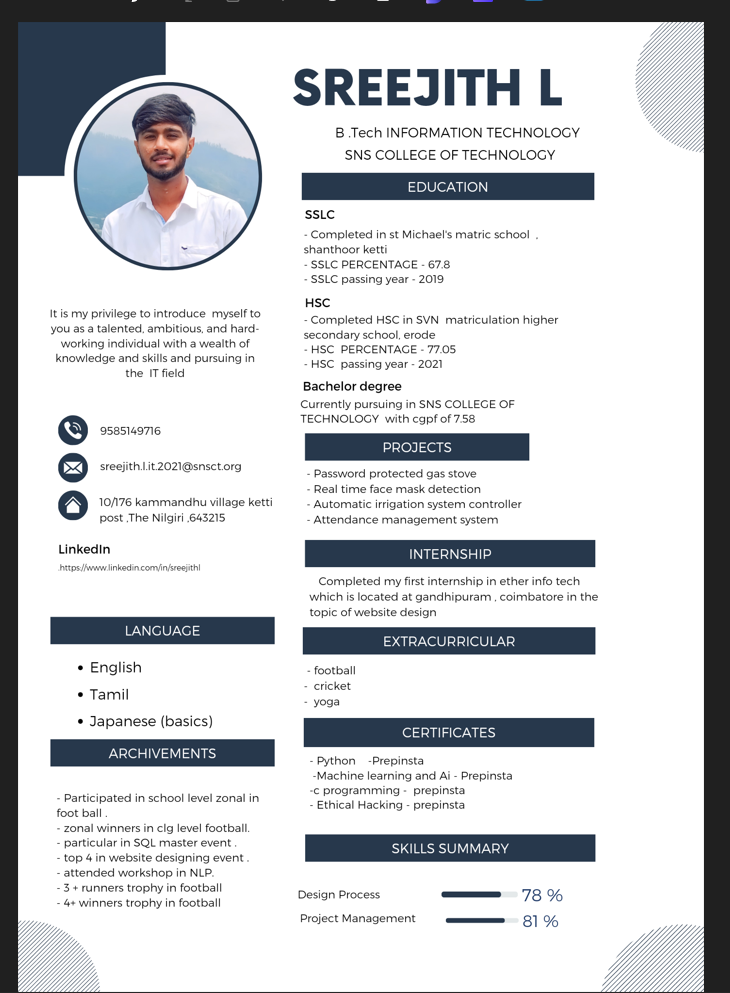 SREEJITH L
B .Tech INFORMATION TECHNOLOGY
SNS COLLEGE OF TECHNOLOGY
It is my privilege to introduce myself to
you as a talented, ambitious, and hard-
working individual with a wealth of
knowledge and skills and pursuing in
the IT field
9585149716
sreejith.l.it.2021@snsct.org
10/176 kammandhu village ketti
post ,The Nilgiri ,643215
LinkedIn
.https://www.linkedin.com/in/sreejithl
LANGUAGE
• English
• Tamil
• Japanese (basics)
ARCHIVEMENTS
- Participated in school level zonal in
foot ball .
- zonal winners in clg level football.
- particular in SQL master event .
- top 4 in website designing event .
- attended workshop in NLP.
- 3 + runners trophy in football
- 4+ winners trophy in football
EDUCATION
SSLC
- Completed in st Michael's matric school ,
shanthoor ketti
- SSLC PERCENTAGE - 67.8
- SSLC passing year - 2019
HSC
- Completed HSC in SVN matriculation higher
secondary school, erode
- HSC PERCENTAGE - 77.05
- HSC passing year - 2021
Bachelor degree
Currently pursuing in SNS COLLEGE OF
TECHNOLOGY with cgpf of 7.58
PROJECTS
- Password protected gas stove
- Real time face mask detection
- Automatic irrigation system controller
- Attendance management system
INTERNSHIP
Completed my first internship in ether info tech
which is located at gandhipuram , coimbatore in the
topic of website design
EXTRACURRICULAR
- football
- cricket
- yoga
CERTIFICATES
- Python -Prepinsta
-Machine learning and Ai - Prepinsta
-c programming - prepinsta
- Ethical Hacking - prepinsta
SKILLS SUMMARY
Design Process 78 %
Project Management 81 %